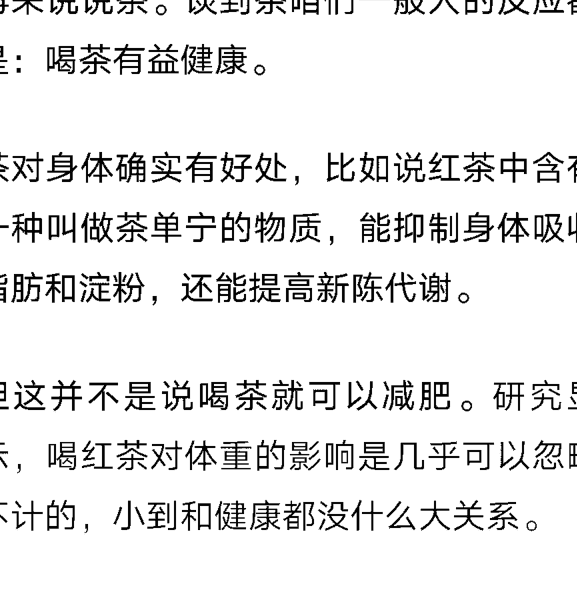 来说说茶。谈到茶咱们一般人的反应
是：喝茶有益健康。
茶对身体确实有好处，比如说红茶中含有
一种叫做茶单宁的物质，能抑制身体吸收
脂肪和淀粉，还能提高新陈代谢。
但这并不是说喝茶就可以减肥。研究显
示，喝红茶对体重的影响是几乎可以忽略
不计的，小到和健康都没什么大关系。